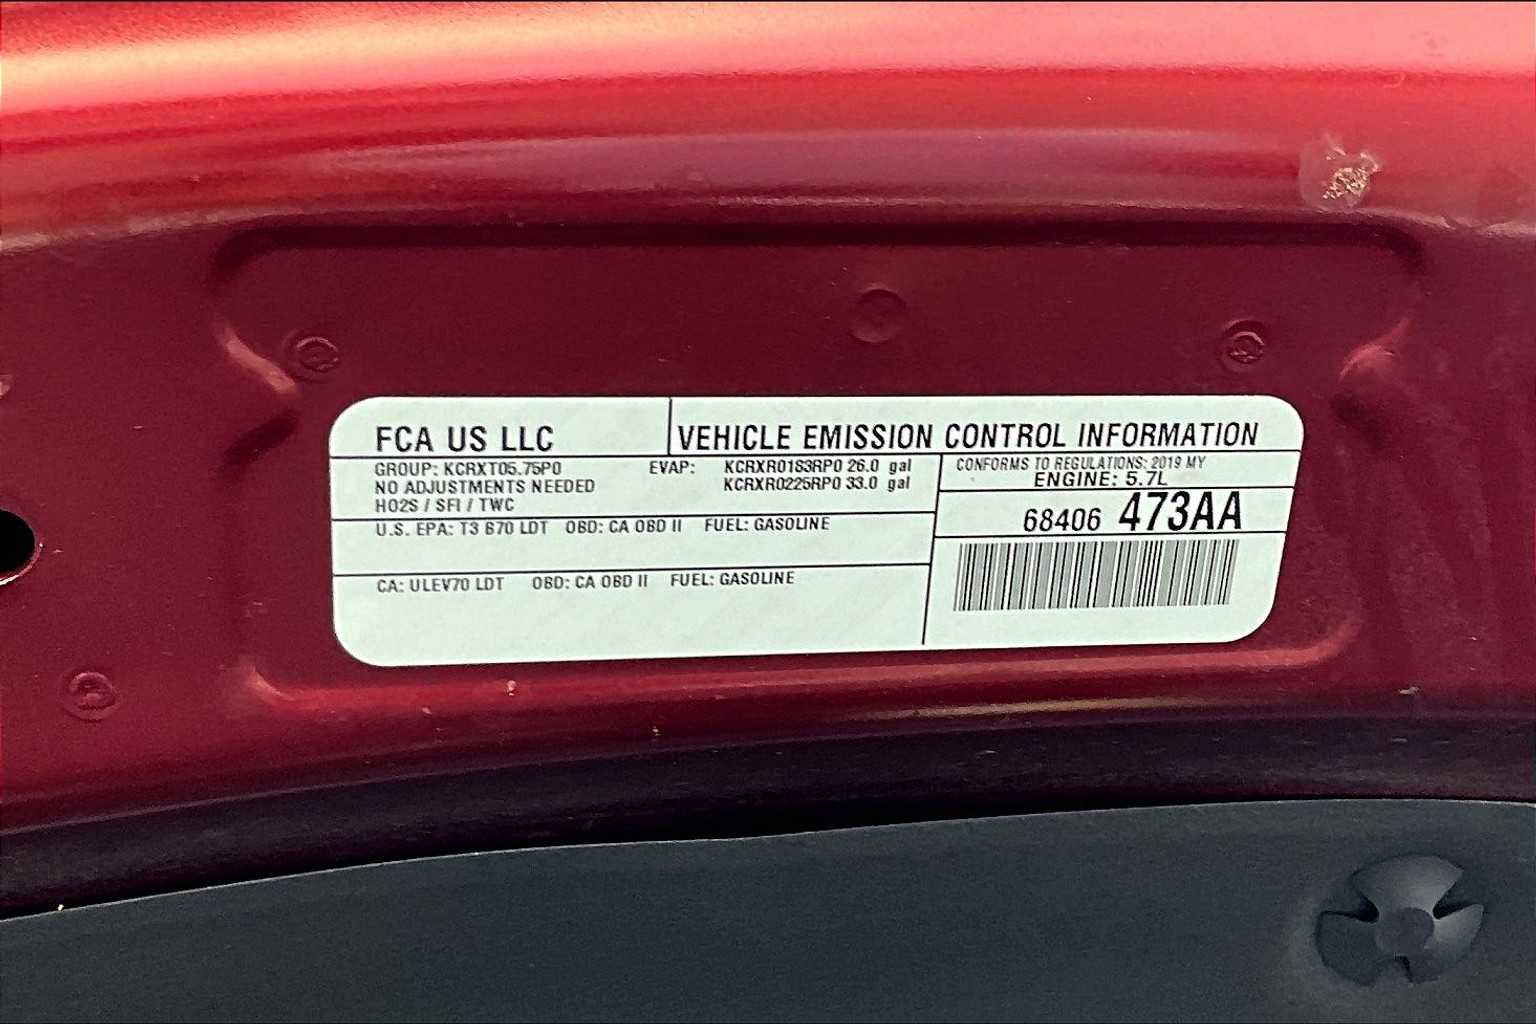 FCA US LLC
VEHICLE EMISSION CONTROL INFORMATION
GROUP: KCRXT05.75P0
NO ADJUSTMENTS NEEDED
HO2S / SFI / TWC
EVAP: KCRXR0183RP0 26.0 gal
KCRXR0225RP0 33.0 gal
CONFORMS TO REGULATIONS: 2019 MY
ENGINE: 5.7L
68406 473AA
U.S. EPA: T3 B70 LDT OBD: CA OBD II FUEL: GASOLINE
CA: ULEV70 LDT OBD: CA OBD II FUEL: GASOLINE